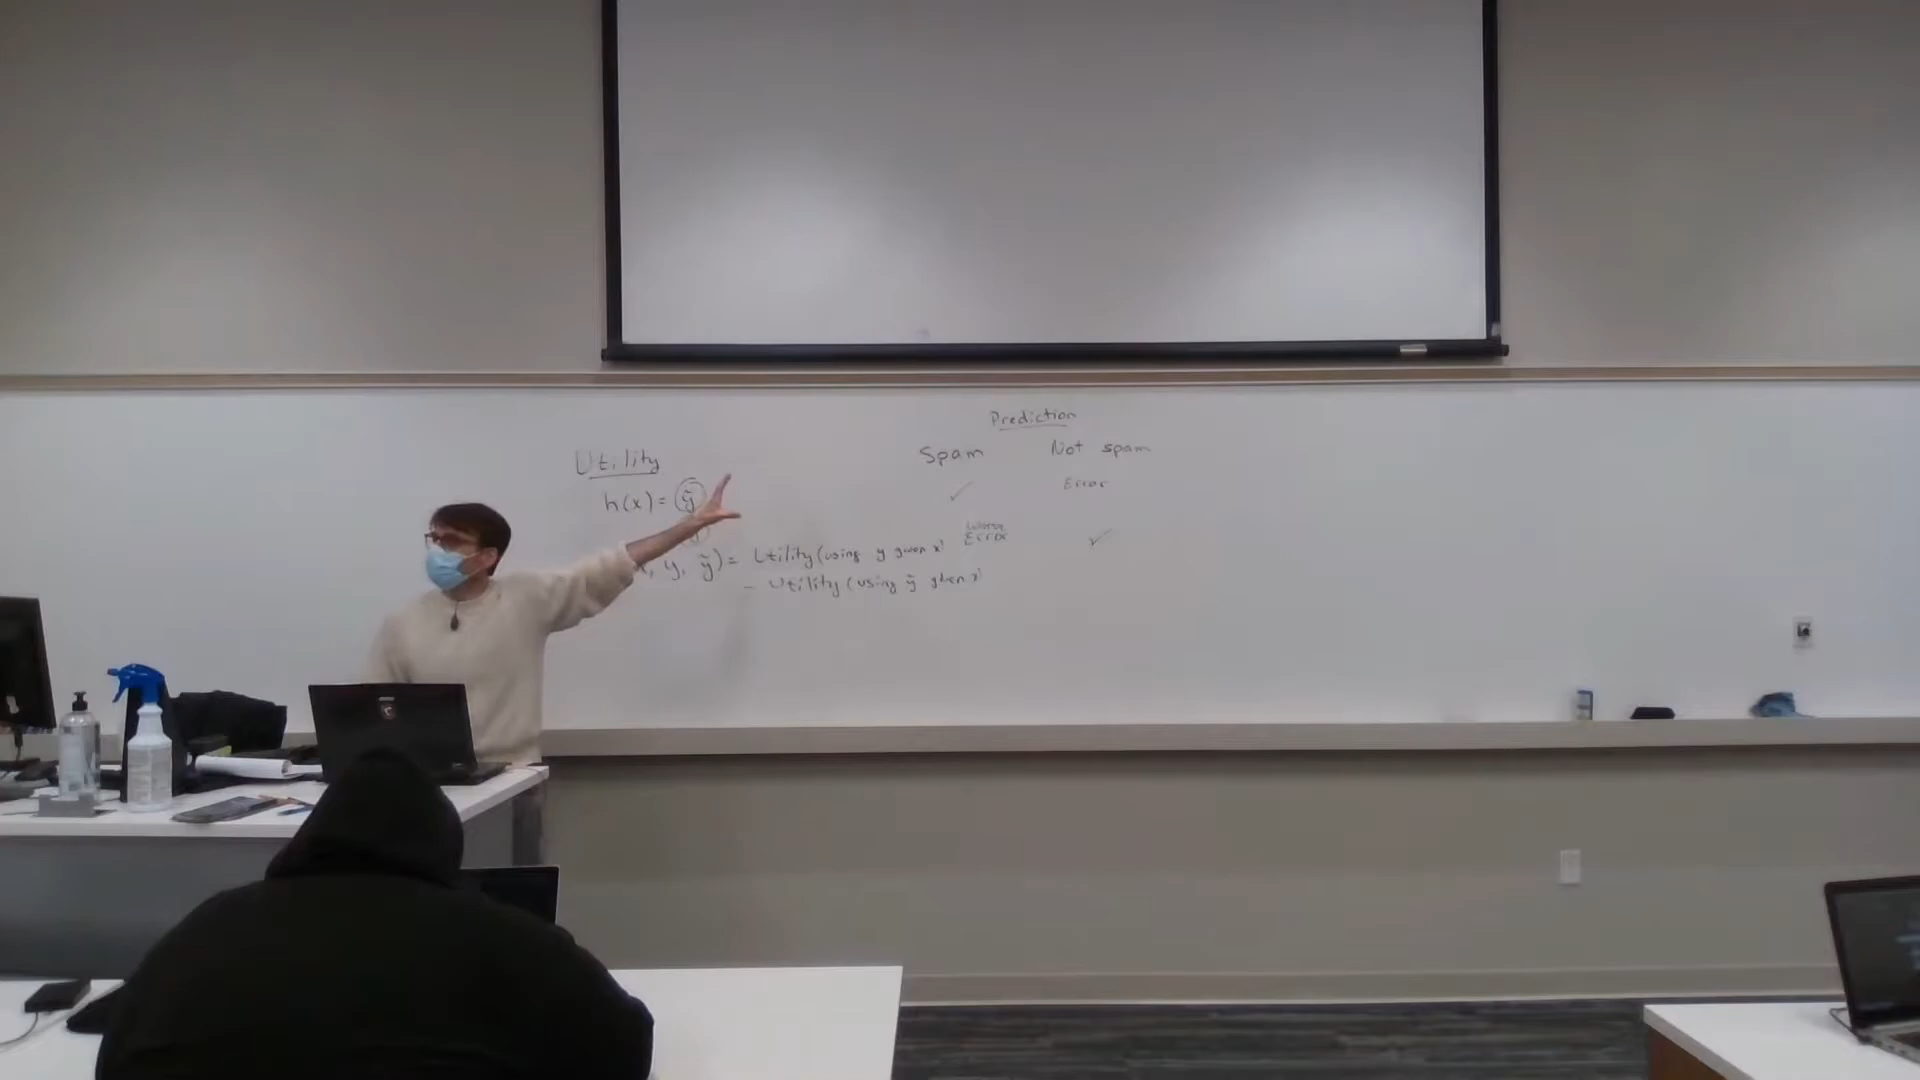 Utility
h(x) = ỹ
x, y, ỹ) = Utility (using y given x)
- Utility (using ỹ given x)
Prediction
Spam Not spam
✓ Error
Worse
Error ✓